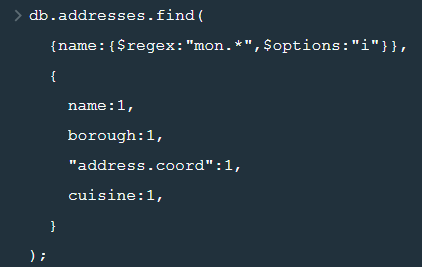 > db.addresses.find(
{name:{$regex:"mon.*",$options:"i"}},
{
name:1,
borough:1,
"address.coord":1,
cuisine:1,
}
);